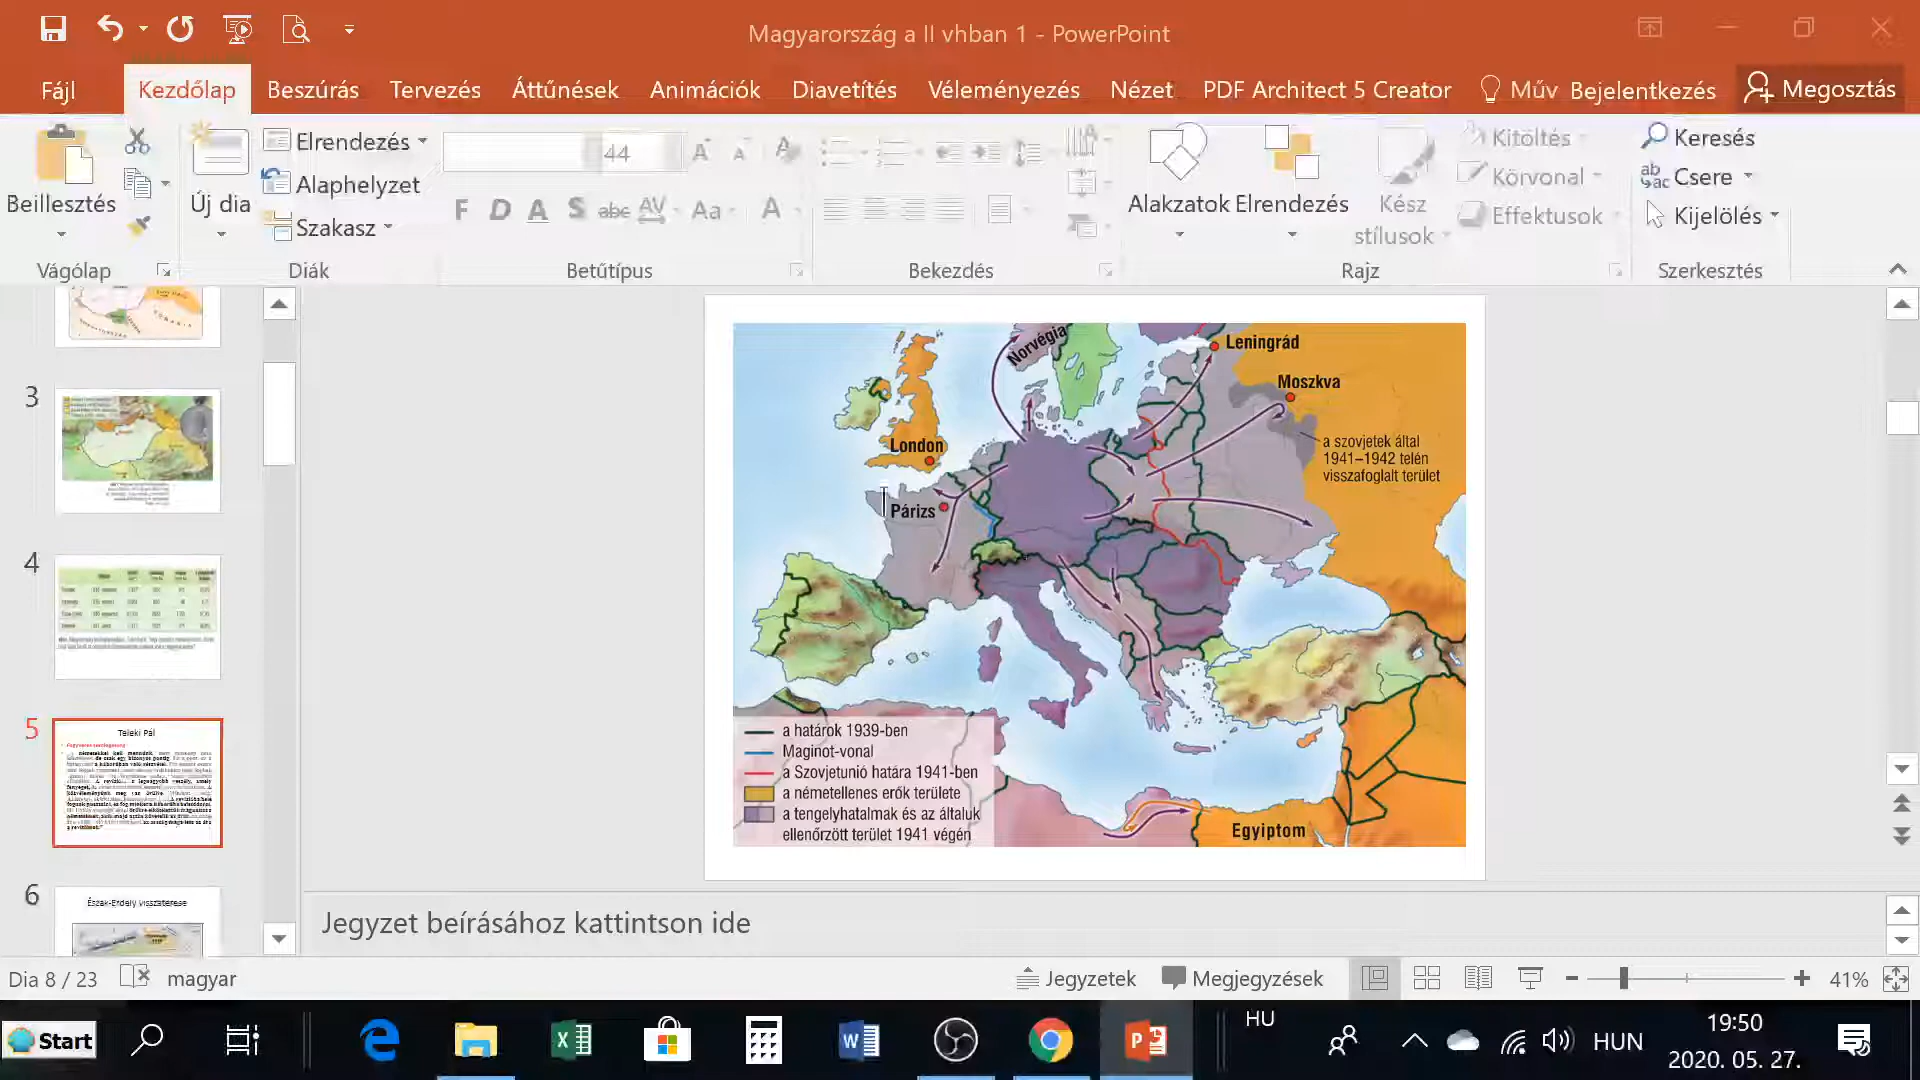 Magyarország a II vhban 1 - PowerPoint
Fájl
Kezdőlap
Beszúrás
Tervezés
Áttűnések
Animációk
Diavetítés
Véleményezés
Nézet
PDF Architect 5 Creator
Műv
Bejelentkezés
Megosztás
Beillesztés
Új dia
Elrendezés
Alaphelyzet
Szakasz
44
F D A S abc AV Aa A
Alakzatok
Elrendezés
Kész
stílusok
Kitöltés
Körvonal
Effektusok
Keresés
Csere
Kijelölés
Vágólap
Diák
Betűtípus
Bekezdés
Rajz
Szerkesztés
3
4
5
Teleki Pál
6
Észak-Erdély visszatérése
Norvégia
Leningrád
Moszkva
London
a szovjetek által
1941–1942 telén
visszafoglalt terület
Párizs
a határok 1939-ben
Maginot-vonal
a Szovjetunió határa 1941-ben
a németellenes erők területe
a tengelyhatalmak és az általuk
ellenőrzött terület 1941 végén
Egyiptom
Jegyzet beírásához kattintson ide
Dia 8 / 23
magyar
Jegyzetek
Megjegyzések
41%
Start
HU
HUN
19:50
2020. 05. 27.